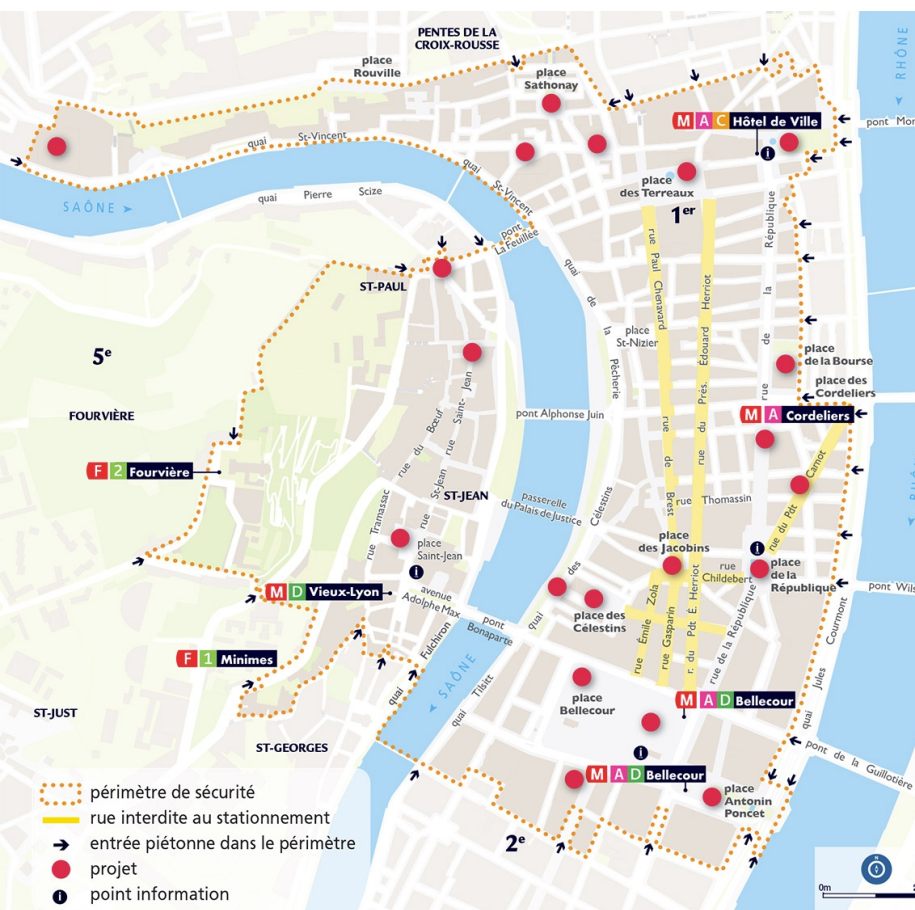 PENTES DE LA
CROIX-ROUSSE
place
Rouville
place
Sathonay
RHÔNE
M A C Hôtel de Ville
pont Mor
quai St-Vincent
quai St-Vincent
place
des Terreaux
1er
SAÔNE
quai Pierre Scize
pont
La Feuillée
ST-PAUL
rue Paul Chenavard
rue du Prés. Édouard Herriot
rue de la République
quai de la Pêcherie
place
St-Nizier
5e
place
de la Bourse
place des
Cordeliers
FOURVIÈRE
rue Saint-Jean
rue du Bœuf
pont Alphonse Juin
M A Cordeliers
F 2 Fourvière
rue de Brest
rue du Pdt Carnot
ST-JEAN
rue St-Jean
rue Tramassac
passerelle
du Palais de Justice
quai des Célestins
rue Thomassin
place
Saint-Jean
place
des Jacobins
rue
Childebert
place
de la
République
M D Vieux-Lyon
avenue
Adolphe Max
pont
Bonaparte
place des
Célestins
rue Émile Zola
rue Gasparin
r. du Pdt É. Herriot
rue de la République
pont Wils
F 1 Minimes
quai Fulchiron
SAÔNE
quai Tilsitt
quai Jules Courmont
place
Bellecour
M A D Bellecour
ST-JUST
ST-GEORGES
pont de la Guillotière
M A D Bellecour
place
Antonin
Poncet
2e
périmètre de sécurité
rue interdite au stationnement
entrée piétonne dans le périmètre
projet
i point information
N
0m